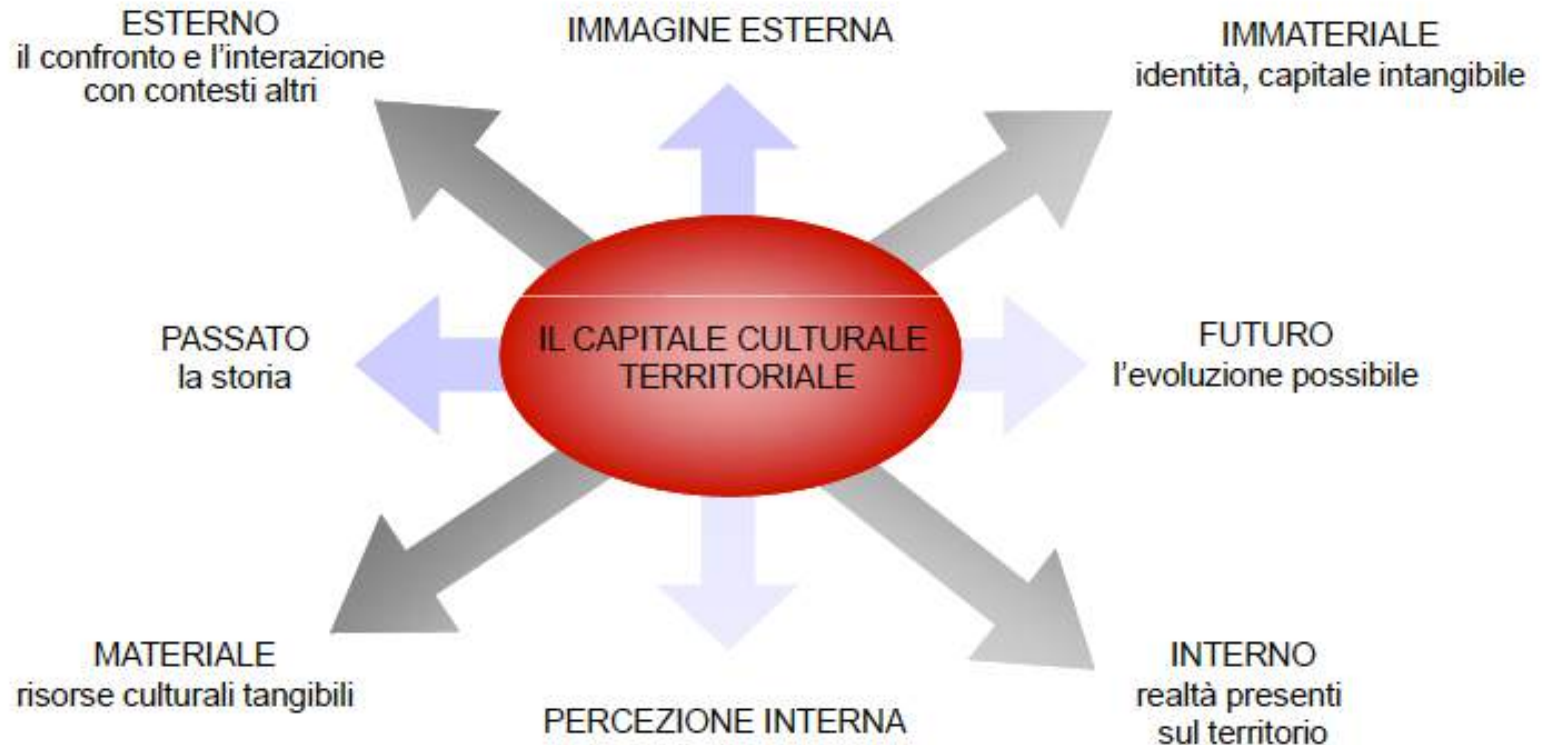 ESTERNO
il confronto e l'interazione
con contesti altri
IMMAGINE ESTERNA
IMMATERIALE
identità, capitale intangibile
PASSATO
la storia
IL CAPITALE CULTURALE
TERRITORIALE
FUTURO
l'evoluzione possibile
MATERIALE
risorse culturali tangibili
PERCEZIONE INTERNA
INTERNO
realtà presenti
sul territorio